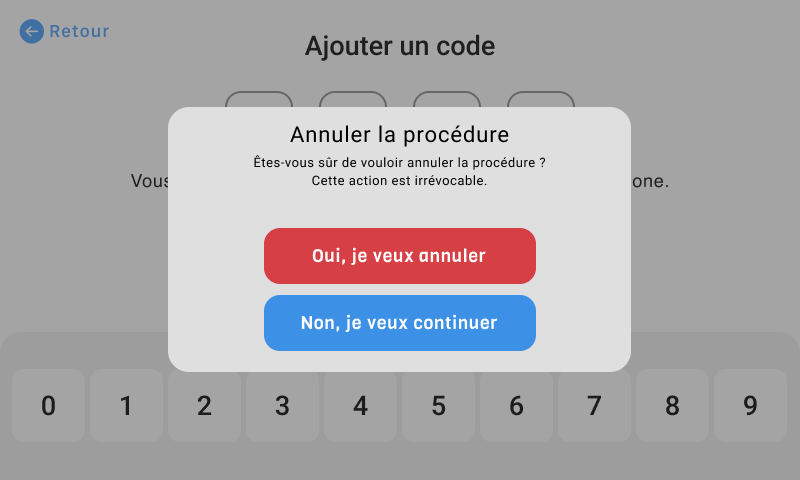 Retour
Ajouter un code
Annuler la procédure
Êtes-vous sûr de vouloir annuler la procédure ?
Cette action est irrévocable.
Vous
one.
Oui, je veux annuler
Non, je veux continuer
0 1 2 3 4 5 6 7 8 9